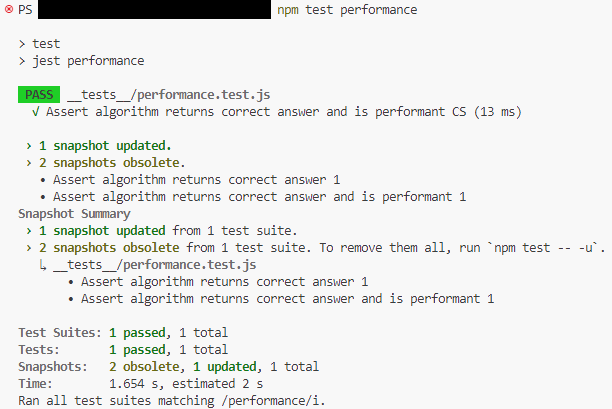 ⊗ PS npm test performance
> test
> jest performance
PASS __tests__/performance.test.js
√ Assert algorithm returns correct answer and is performant CS (13 ms)
› 1 snapshot updated.
› 2 snapshots obsolete.
• Assert algorithm returns correct answer 1
• Assert algorithm returns correct answer and is performant 1
Snapshot Summary
› 1 snapshot updated from 1 test suite.
› 2 snapshots obsolete from 1 test suite. To remove them all, run `npm test -- -u`.
↳ __tests__/performance.test.js
• Assert algorithm returns correct answer 1
• Assert algorithm returns correct answer and is performant 1
Test Suites: 1 passed, 1 total
Tests: 1 passed, 1 total
Snapshots: 2 obsolete, 1 updated, 1 total
Time: 1.654 s, estimated 2 s
Ran all test suites matching /performance/i.